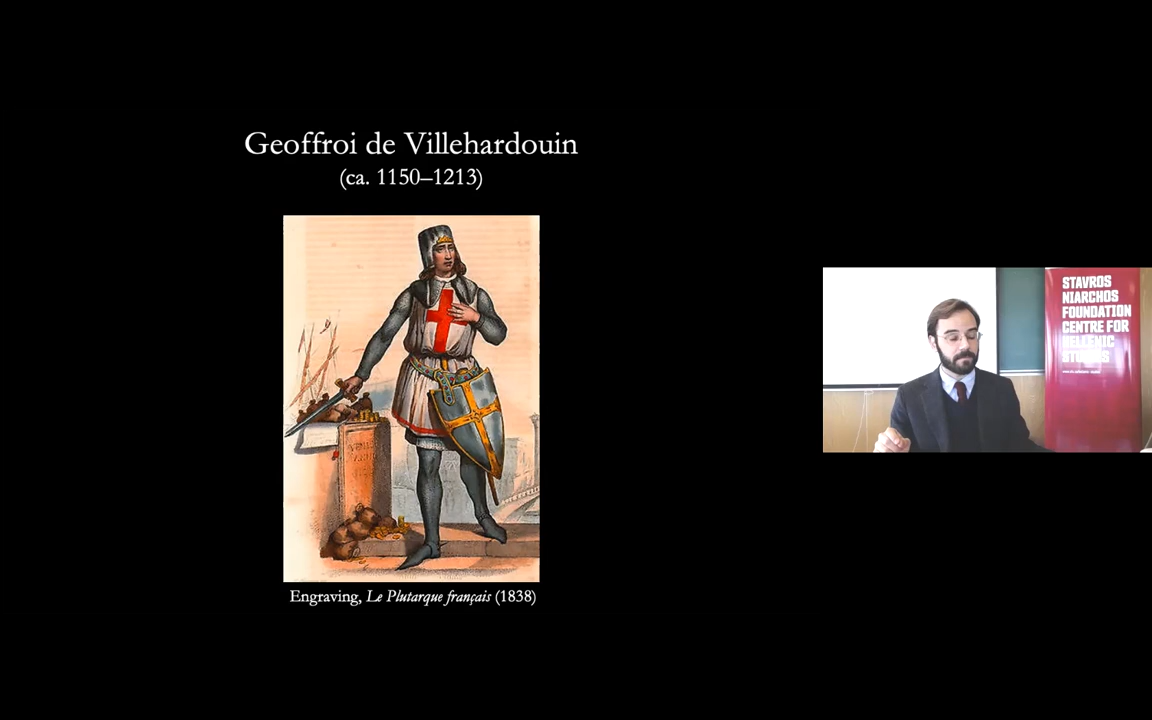 Geoffroi de Villehardouin
(ca. 1150–1213)
Engraving, Le Plutarque français (1838)
STAVROS
NIARCHOS
FOUNDATION
CENTRE FOR
HELLENIC
STUDIES